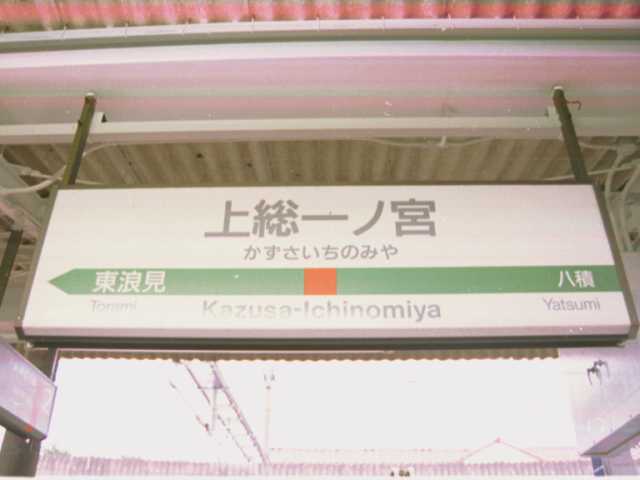 上総一ノ宮
かずさいちのみや
東浪見 八積
Torami Kazusa-Ichinomiya Yatsumi